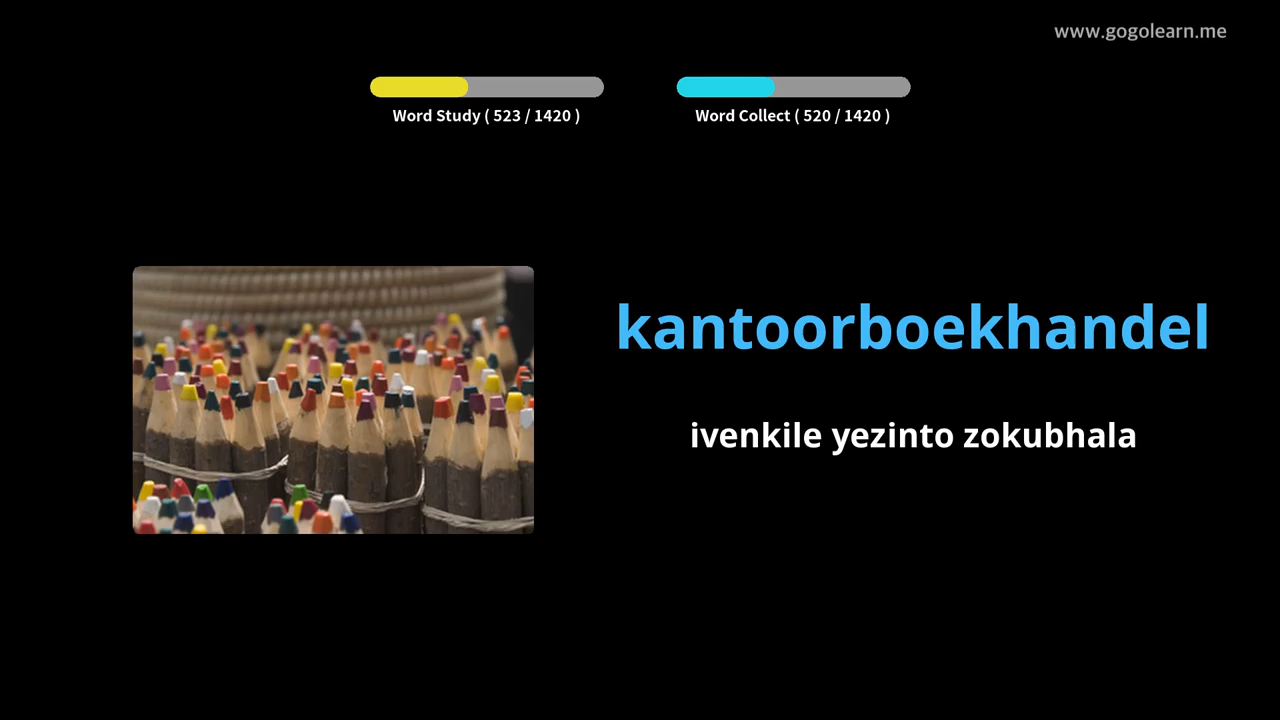 www.gogolearn.me
Word Study ( 523 / 1420 )
Word Collect ( 520 / 1420 )
kantoorboekhandel
ivenkile yezinto zokubhala